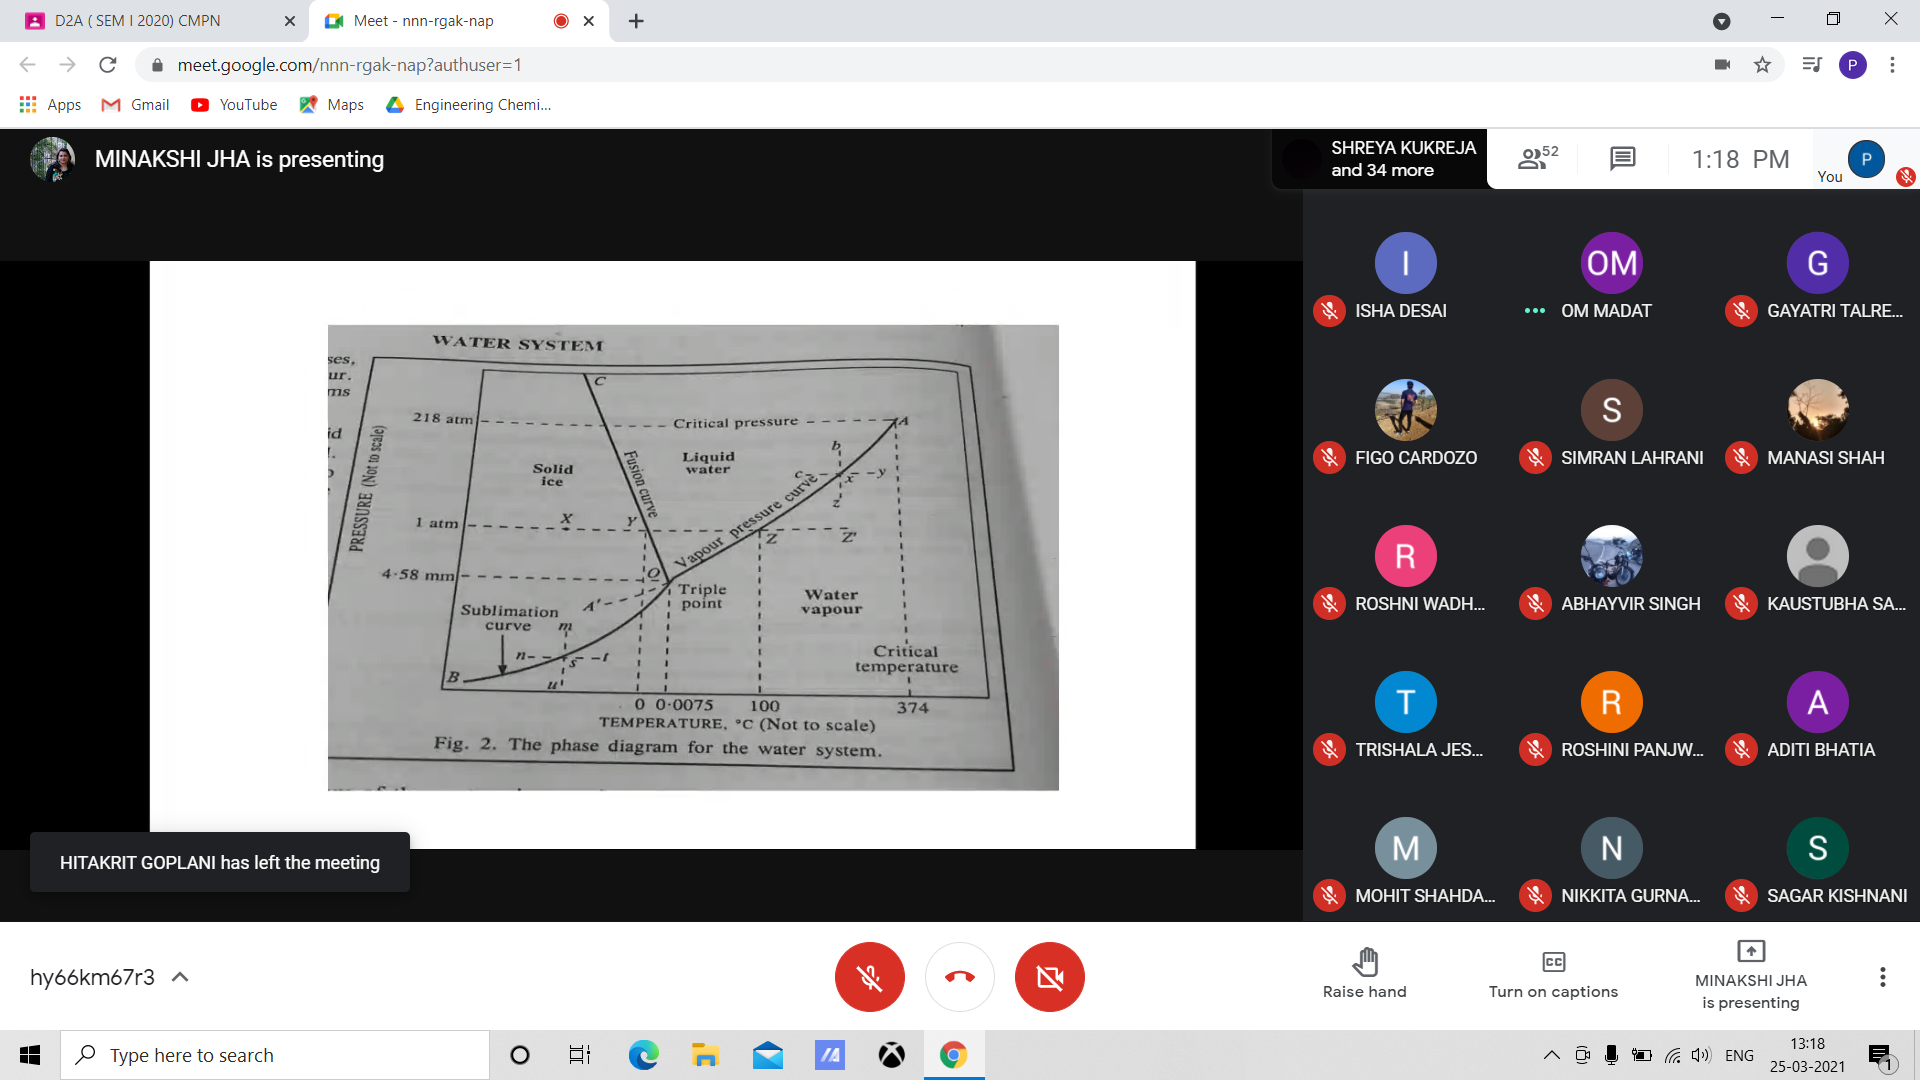 D2A ( SEM I 2020) CMPN
Meet - nnn-rgak-nap
meet.google.com/nnn-rgak-nap?authuser=1
P
Apps
Gmail
YouTube
Maps
Engineering Chemi...
MINAKSHI JHA is presenting
SHREYA KUKREJA
and 34 more
52
1:18 PM
You
P
WATER SYSTEM
ses,
ur.
ms
id
C
218 atm
Critical pressure
A
PRESSURE (Not to scale)
Solid
ice
Fusion curve
Liquid
water
b
c
x
y
z
Vapour pressure curve
1 atm
X
Y
Z
Z'
4·58 mm
O
Triple
point
A'
Water
vapour
Sublimation
curve
m
n
s
t
u
B
Critical
temperature
0 0·0075 100 374
TEMPERATURE, °C (Not to scale)
Fig. 2. The phase diagram for the water system.
I
ISHA DESAI
OM
OM MADAT
G
GAYATRI TALRE...
FIGO CARDOZO
S
SIMRAN LAHRANI
MANASI SHAH
R
ROSHNI WADH...
ABHAYVIR SINGH
KAUSTUBHA SA...
T
TRISHALA JES...
R
ROSHINI PANJW...
A
ADITI BHATIA
M
MOHIT SHAHDA...
N
NIKKITA GURNA...
S
SAGAR KISHNANI
HITAKRIT GOPLANI has left the meeting
hy66km67r3
Raise hand
CC
Turn on captions
MINAKSHI JHA
is presenting
Type here to search
ENG
13:18
25-03-2021
1